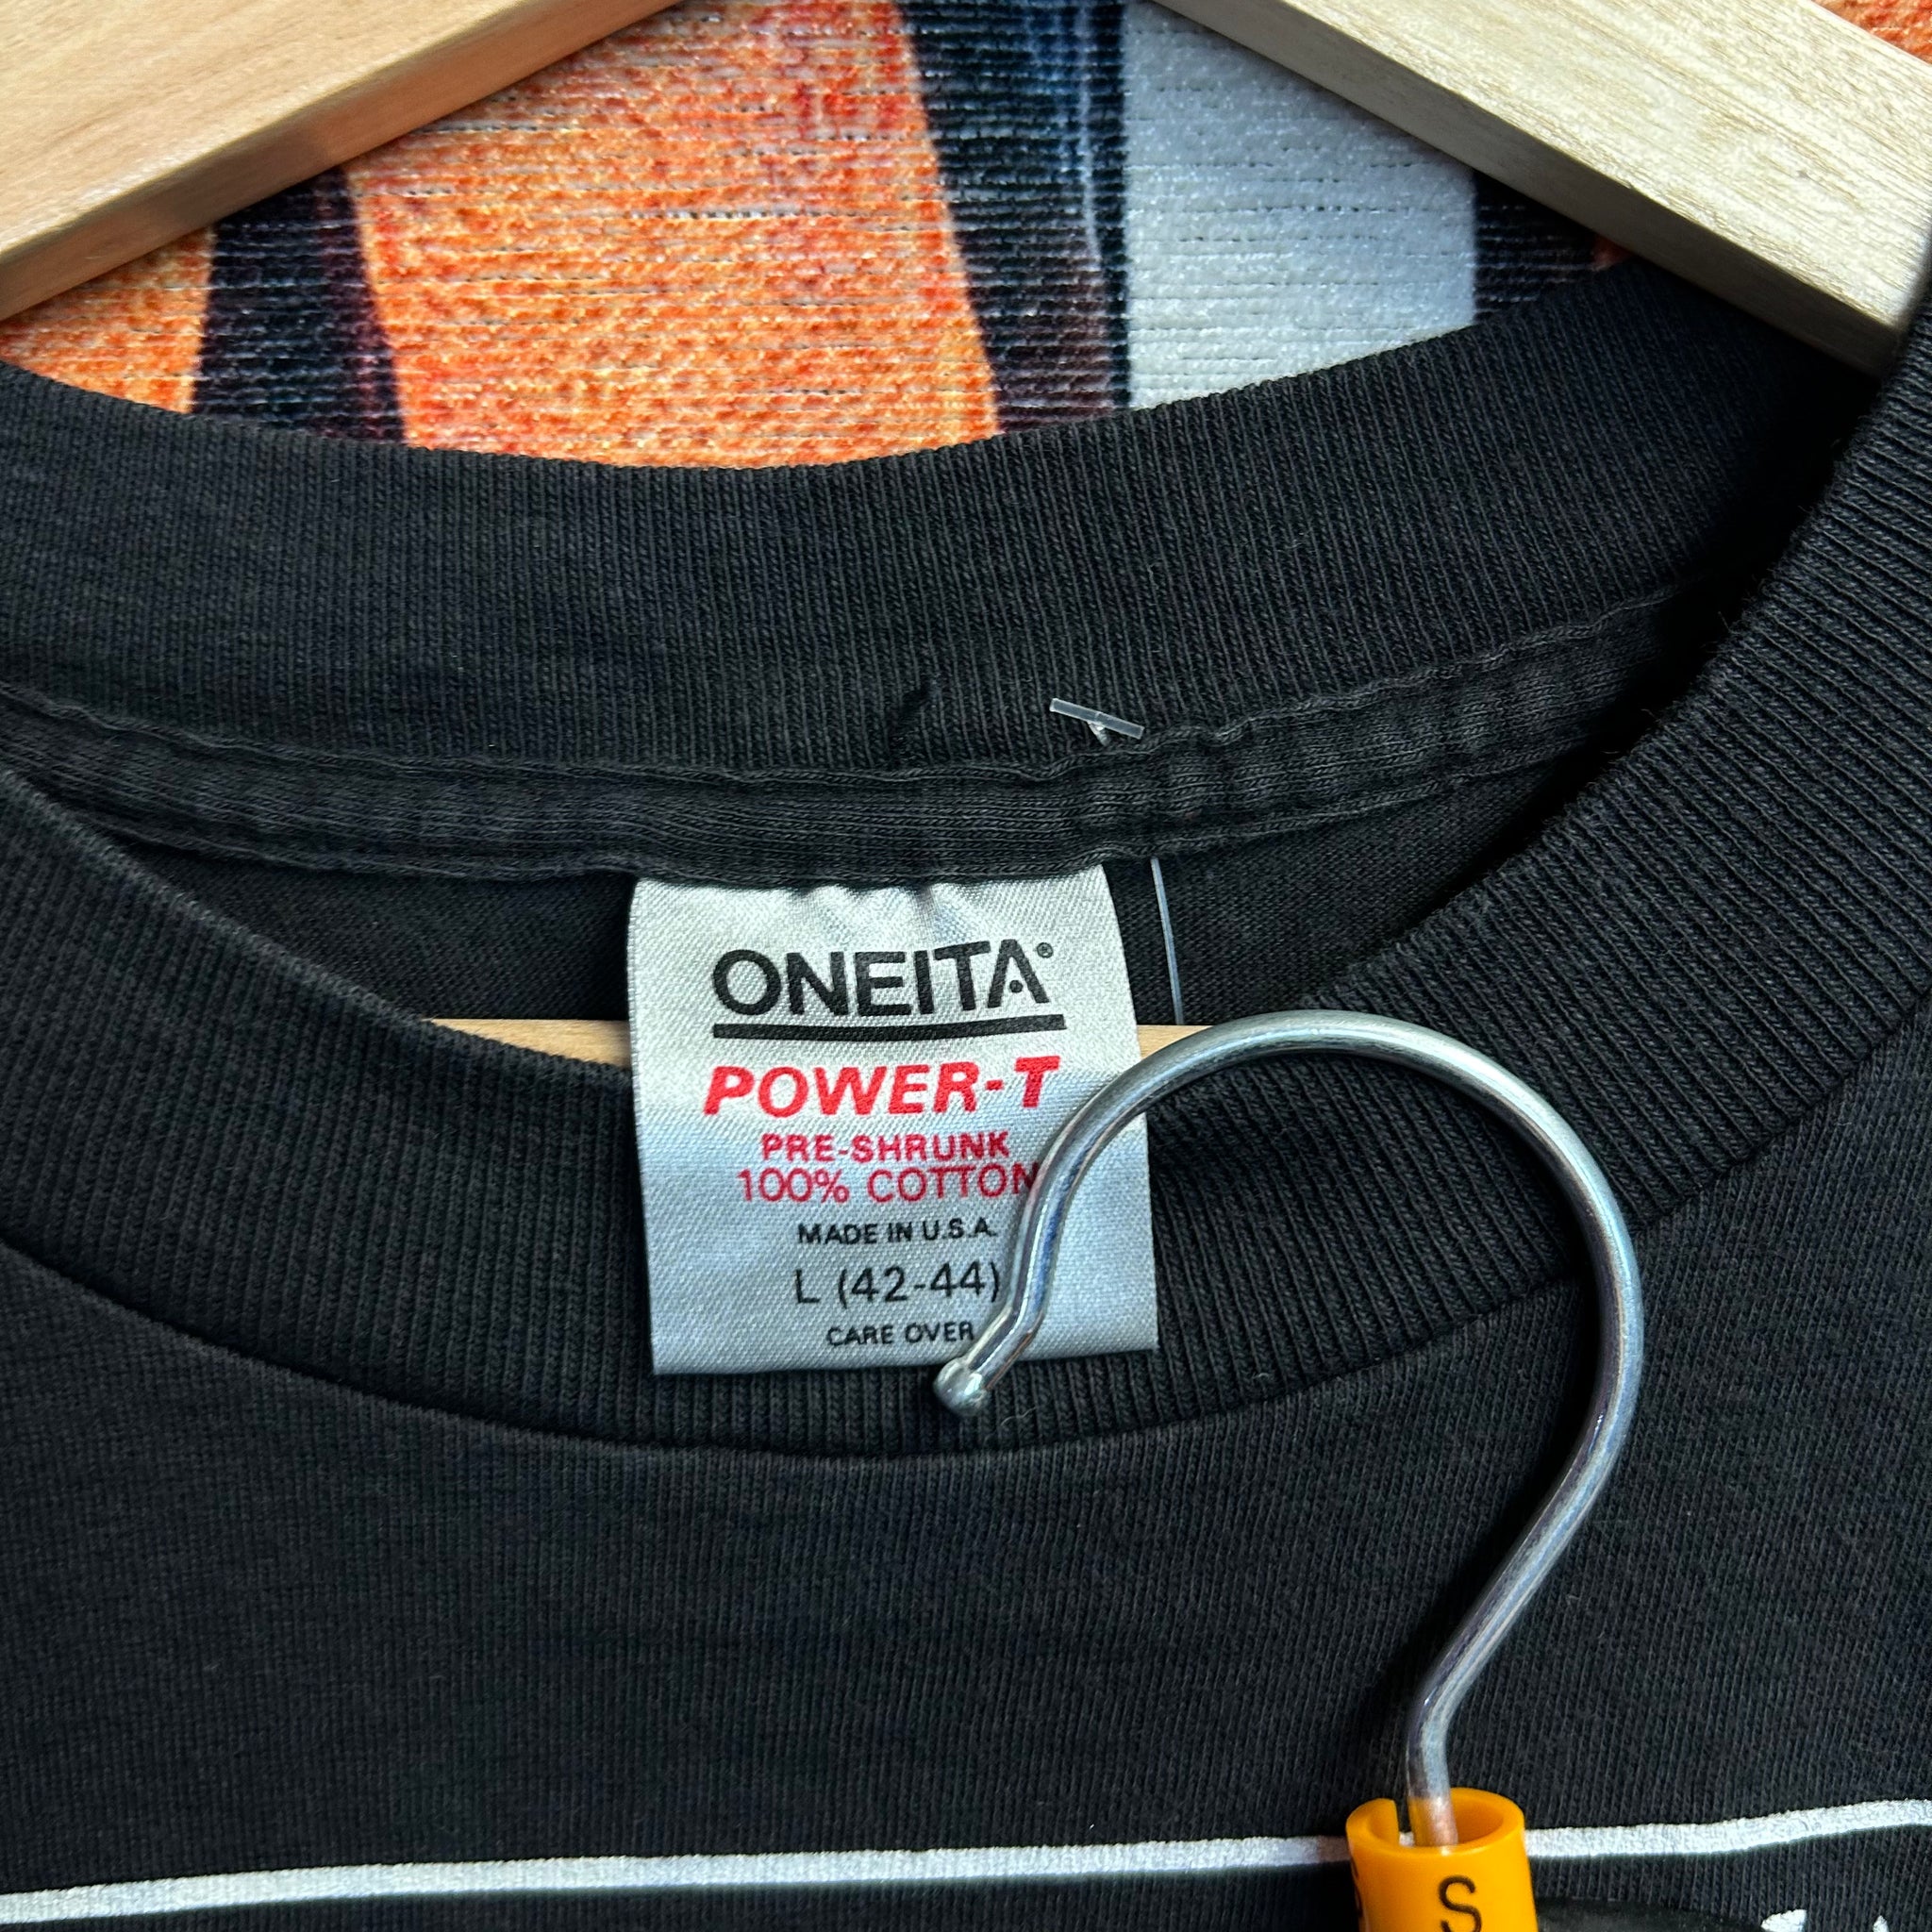 ONEITA®
POWER-T
PRE-SHRUNK
100% COTTON
MADE IN U.S.A.
L (42-44)
CARE OVER
S